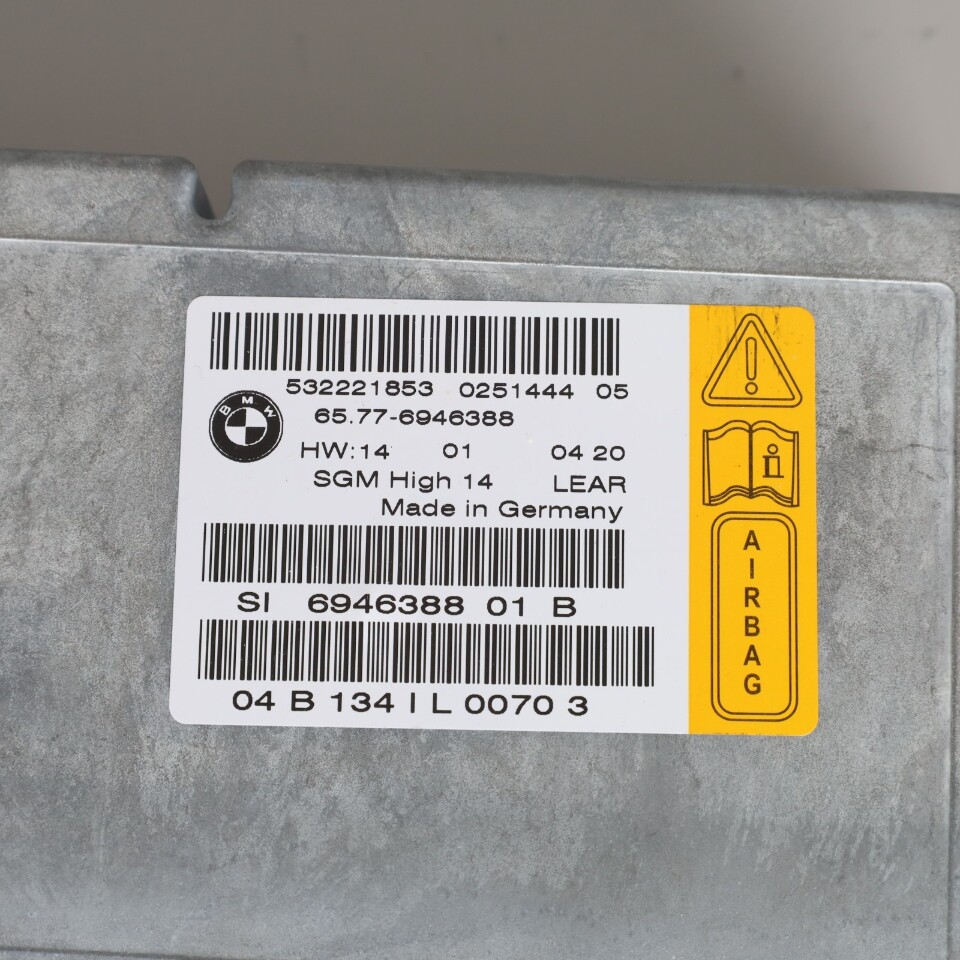 532221853 0251444 05
BMW
65.77-6946388
HW:14 01 04 20
SGM High 14 LEAR
Made in Germany
SI 6946388 01 B
04 B 134 I L 0070 3
i
AIRBAG